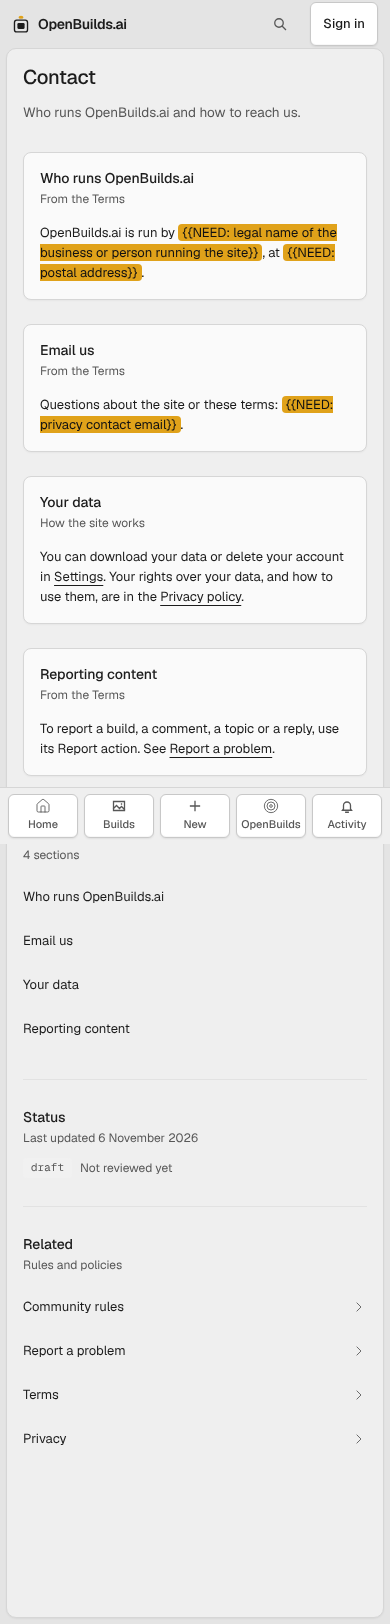 OpenBuilds.ai
Sign in
Contact
Who runs OpenBuilds.ai and how to reach us.
Who runs OpenBuilds.ai
From the Terms
OpenBuilds.ai is run by {{NEED: legal name of the
business or person running the site}}, at {{NEED:
postal address}}.
Email us
From the Terms
Questions about the site or these terms: {{NEED:
privacy contact email}}.
Your data
How the site works
You can download your data or delete your account
in Settings. Your rights over your data, and how to
use them, are in the Privacy policy.
Reporting content
From the Terms
To report a build, a comment, a topic or a reply, use
its Report action. See Report a problem.
Home
Builds
New
OpenBuilds
Activity
4 sections
Who runs OpenBuilds.ai
Email us
Your data
Reporting content
Status
Last updated 6 November 2026
draft Not reviewed yet
Related
Rules and policies
Community rules
Report a problem
Terms
Privacy